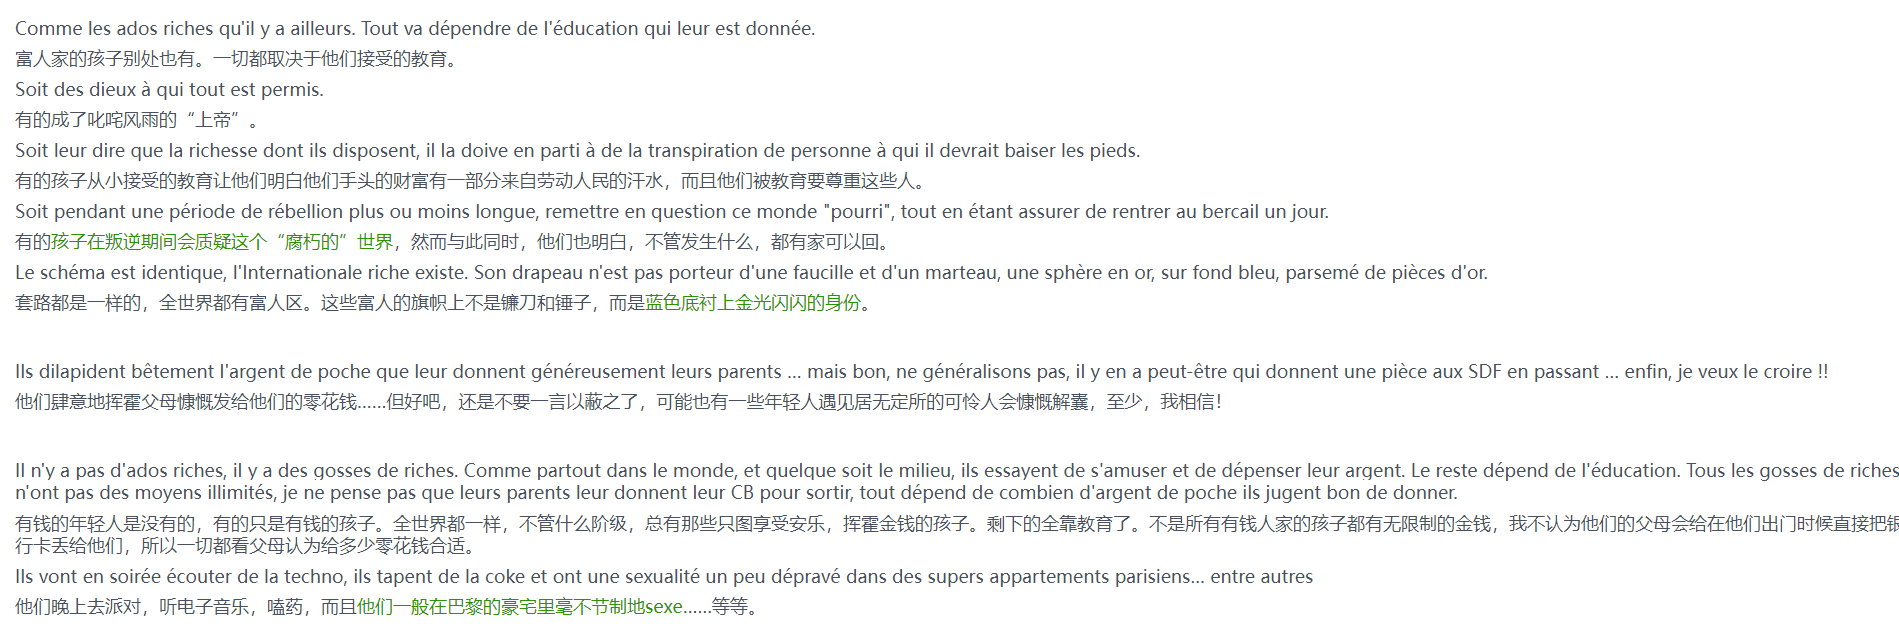 Comme les ados riches qu'il y a ailleurs. Tout va dépendre de l'éducation qui leur est donnée.
富人家的孩子别处也有。一切都取决于他们接受的教育。
Soit des dieux à qui tout est permis.
有的成了叱咤风雨的“上帝”。
Soit leur dire que la richesse dont ils disposent, il la doive en parti à de la transpiration de personne à qui il devrait baiser les pieds.
有的孩子从小接受的教育让他们明白他们手头的财富有一部分来自劳动人民的汗水，而且他们被教育要尊重这些人。
Soit pendant une période de rébellion plus ou moins longue, remettre en question ce monde "pourri", tout en étant assurer de rentrer au bercail un jour.
有的孩子在叛逆期间会质疑这个“腐朽的”世界，然而与此同时，他们也明白，不管发生什么，都有家可以回。
Le schéma est identique, l'Internationale riche existe. Son drapeau n'est pas porteur d'une faucille et d'un marteau, une sphère en or, sur fond bleu, parsemé de pièces d'or.
套路都是一样的，全世界都有富人区。这些富人的旗帜上不是镰刀和锤子，而是蓝色底衬上金光闪闪的身份。
Ils dilapident bêtement l'argent de poche que leur donnent généreusement leurs parents ... mais bon, ne généralisons pas, il y en a peut-être qui donnent une pièce aux SDF en passant ... enfin, je veux le croire !!
他们肆意地挥霍父母慷慨发给他们的零花钱……但好吧，还是不要一言以蔽之了，可能也有一些年轻人遇见居无定所的可怜人会慷慨解囊，至少，我相信！
Il n'y a pas d'ados riches, il y a des gosses de riches. Comme partout dans le monde, et quelque soit le milieu, ils essayent de s'amuser et de dépenser leur argent. Le reste dépend de l'éducation. Tous les gosses de riches
n'ont pas des moyens illimités, je ne pense pas que leurs parents leur donnent leur CB pour sortir, tout dépend de combien d'argent de poche ils jugent bon de donner.
有钱的年轻人是没有的，有的只是有钱的孩子。全世界都一样，不管什么阶级，总有那些只图享受安乐，挥霍金钱的孩子。剩下的全靠教育了。不是所有有钱人家的孩子都有无限制的金钱，我不认为他们的父母会给在他们出门时候直接把银
行卡丢给他们，所以一切都看父母认为给多少零花钱合适。
Ils vont en soirée écouter de la techno, ils tapent de la coke et ont une sexualité un peu dépravé dans des supers appartements parisiens... entre autres
他们晚上去派对，听电子音乐，嗑药，而且他们一般在巴黎的豪宅里毫不节制地sexe……等等。